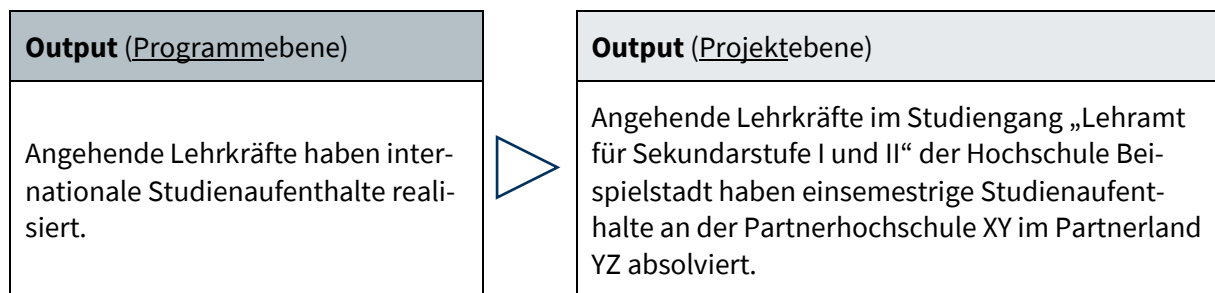 Output (Programmebene)
Angehende Lehrkräfte haben inter-
nationale Studienaufenthalte reali-
siert.
Output (Projektebene)
Angehende Lehrkräfte im Studiengang „Lehramt
für Sekundarstufe I und II“ der Hochschule Bei-
spielstadt haben einsemestrige Studienaufent-
halte an der Partnerhochschule XY im Partnerland
YZ absolviert.